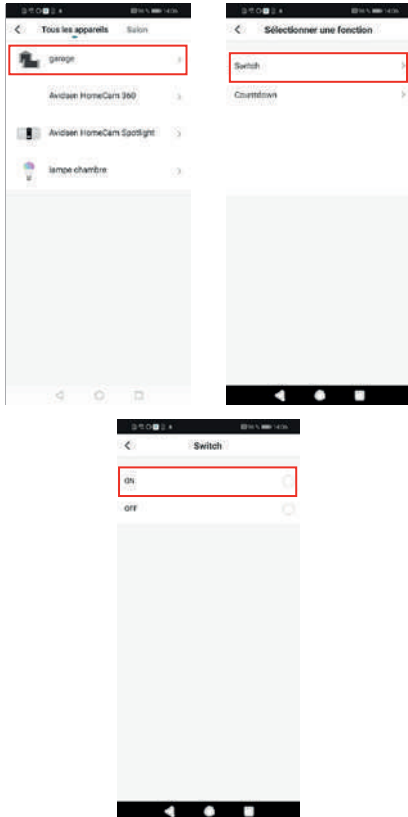 Tous les appareils Salon
garage
Avidsen HomeCam 360
Avidsen HomeCam Spotlight
lampe chambre
Sélectionner une fonction
Switch
Countdown
Switch
ON
OFF